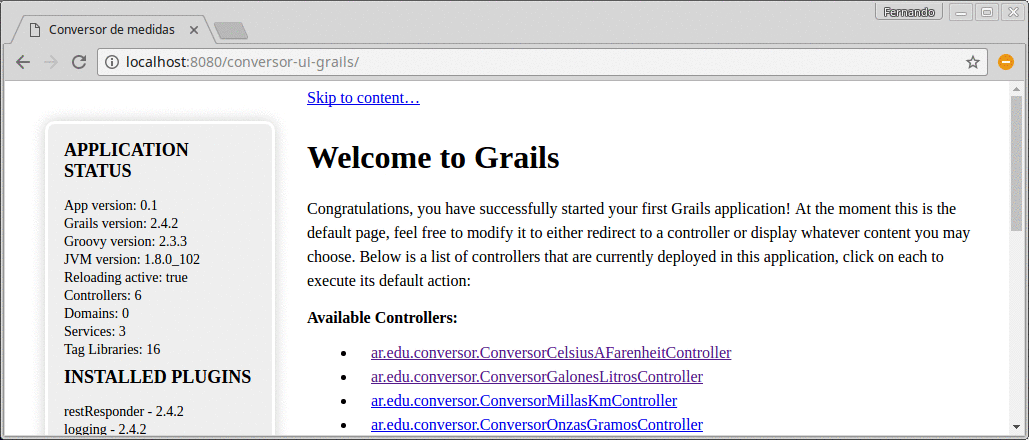 Fernando
Conversor de medidas
localhost:8080/conversor-ui-grails/
Skip to content…
APPLICATION
STATUS
App version: 0.1
Grails version: 2.4.2
Groovy version: 2.3.3
JVM version: 1.8.0_102
Reloading active: true
Controllers: 6
Domains: 0
Services: 3
Tag Libraries: 16
INSTALLED PLUGINS
restResponder - 2.4.2
logging - 2.4.2
Welcome to Grails
Congratulations, you have successfully started your first Grails application! At the moment this is the
default page, feel free to modify it to either redirect to a controller or display whatever content you may
choose. Below is a list of controllers that are currently deployed in this application, click on each to
execute its default action:
Available Controllers:
ar.edu.conversor.ConversorCelsiusAFarenheitController
ar.edu.conversor.ConversorGalonesLitrosController
ar.edu.conversor.ConversorMillasKmController
ar.edu.conversor.ConversorOnzasGramosController